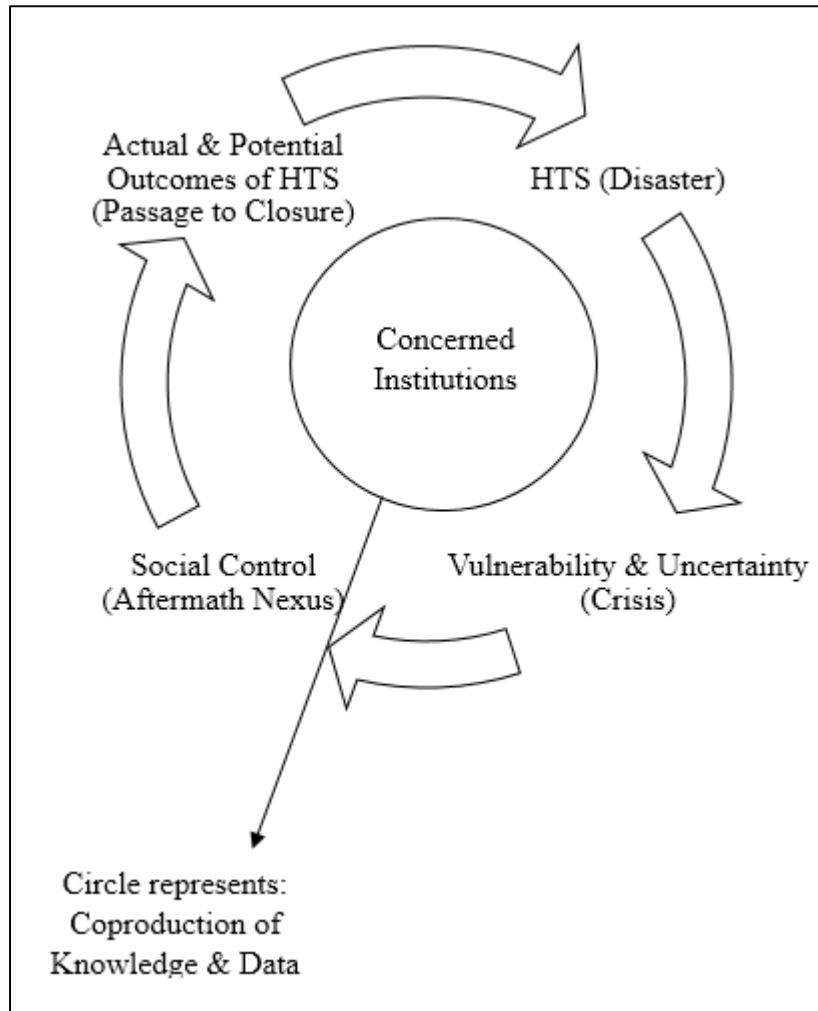 Actual & Potential
Outcomes of HTS
(Passage to Closure)
HTS (Disaster)
Concerned
Institutions
Social Control
(Aftermath Nexus)
Vulnerability & Uncertainty
(Crisis)
Circle represents:
Coproduction of
Knowledge & Data